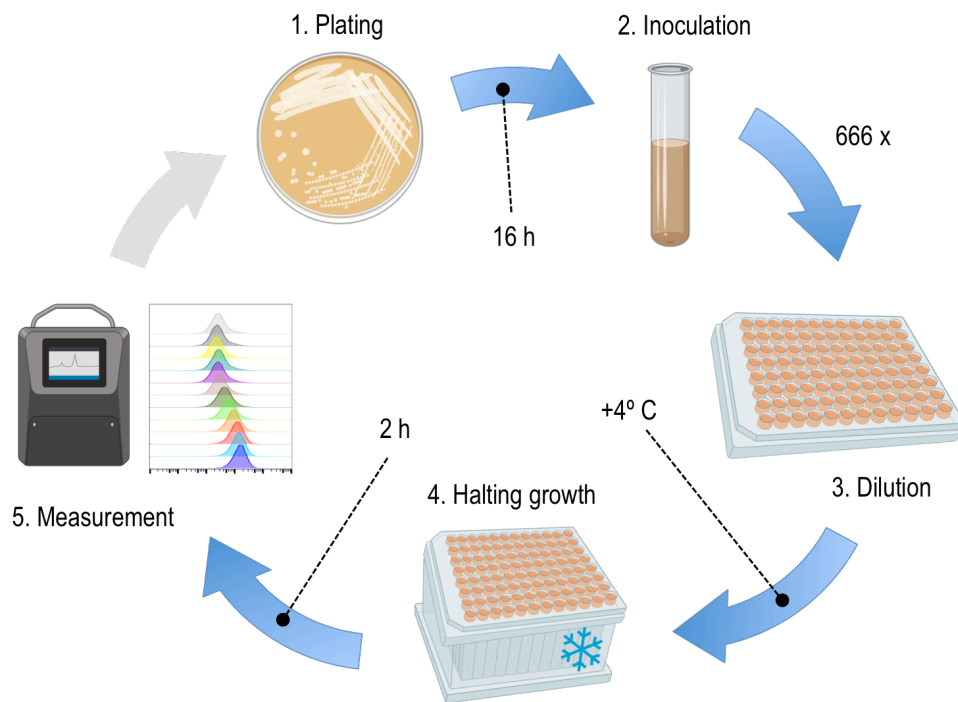 1. Plating
2. Inoculation
666 x
16 h
+4º C
2 h
3. Dilution
4. Halting growth
5. Measurement